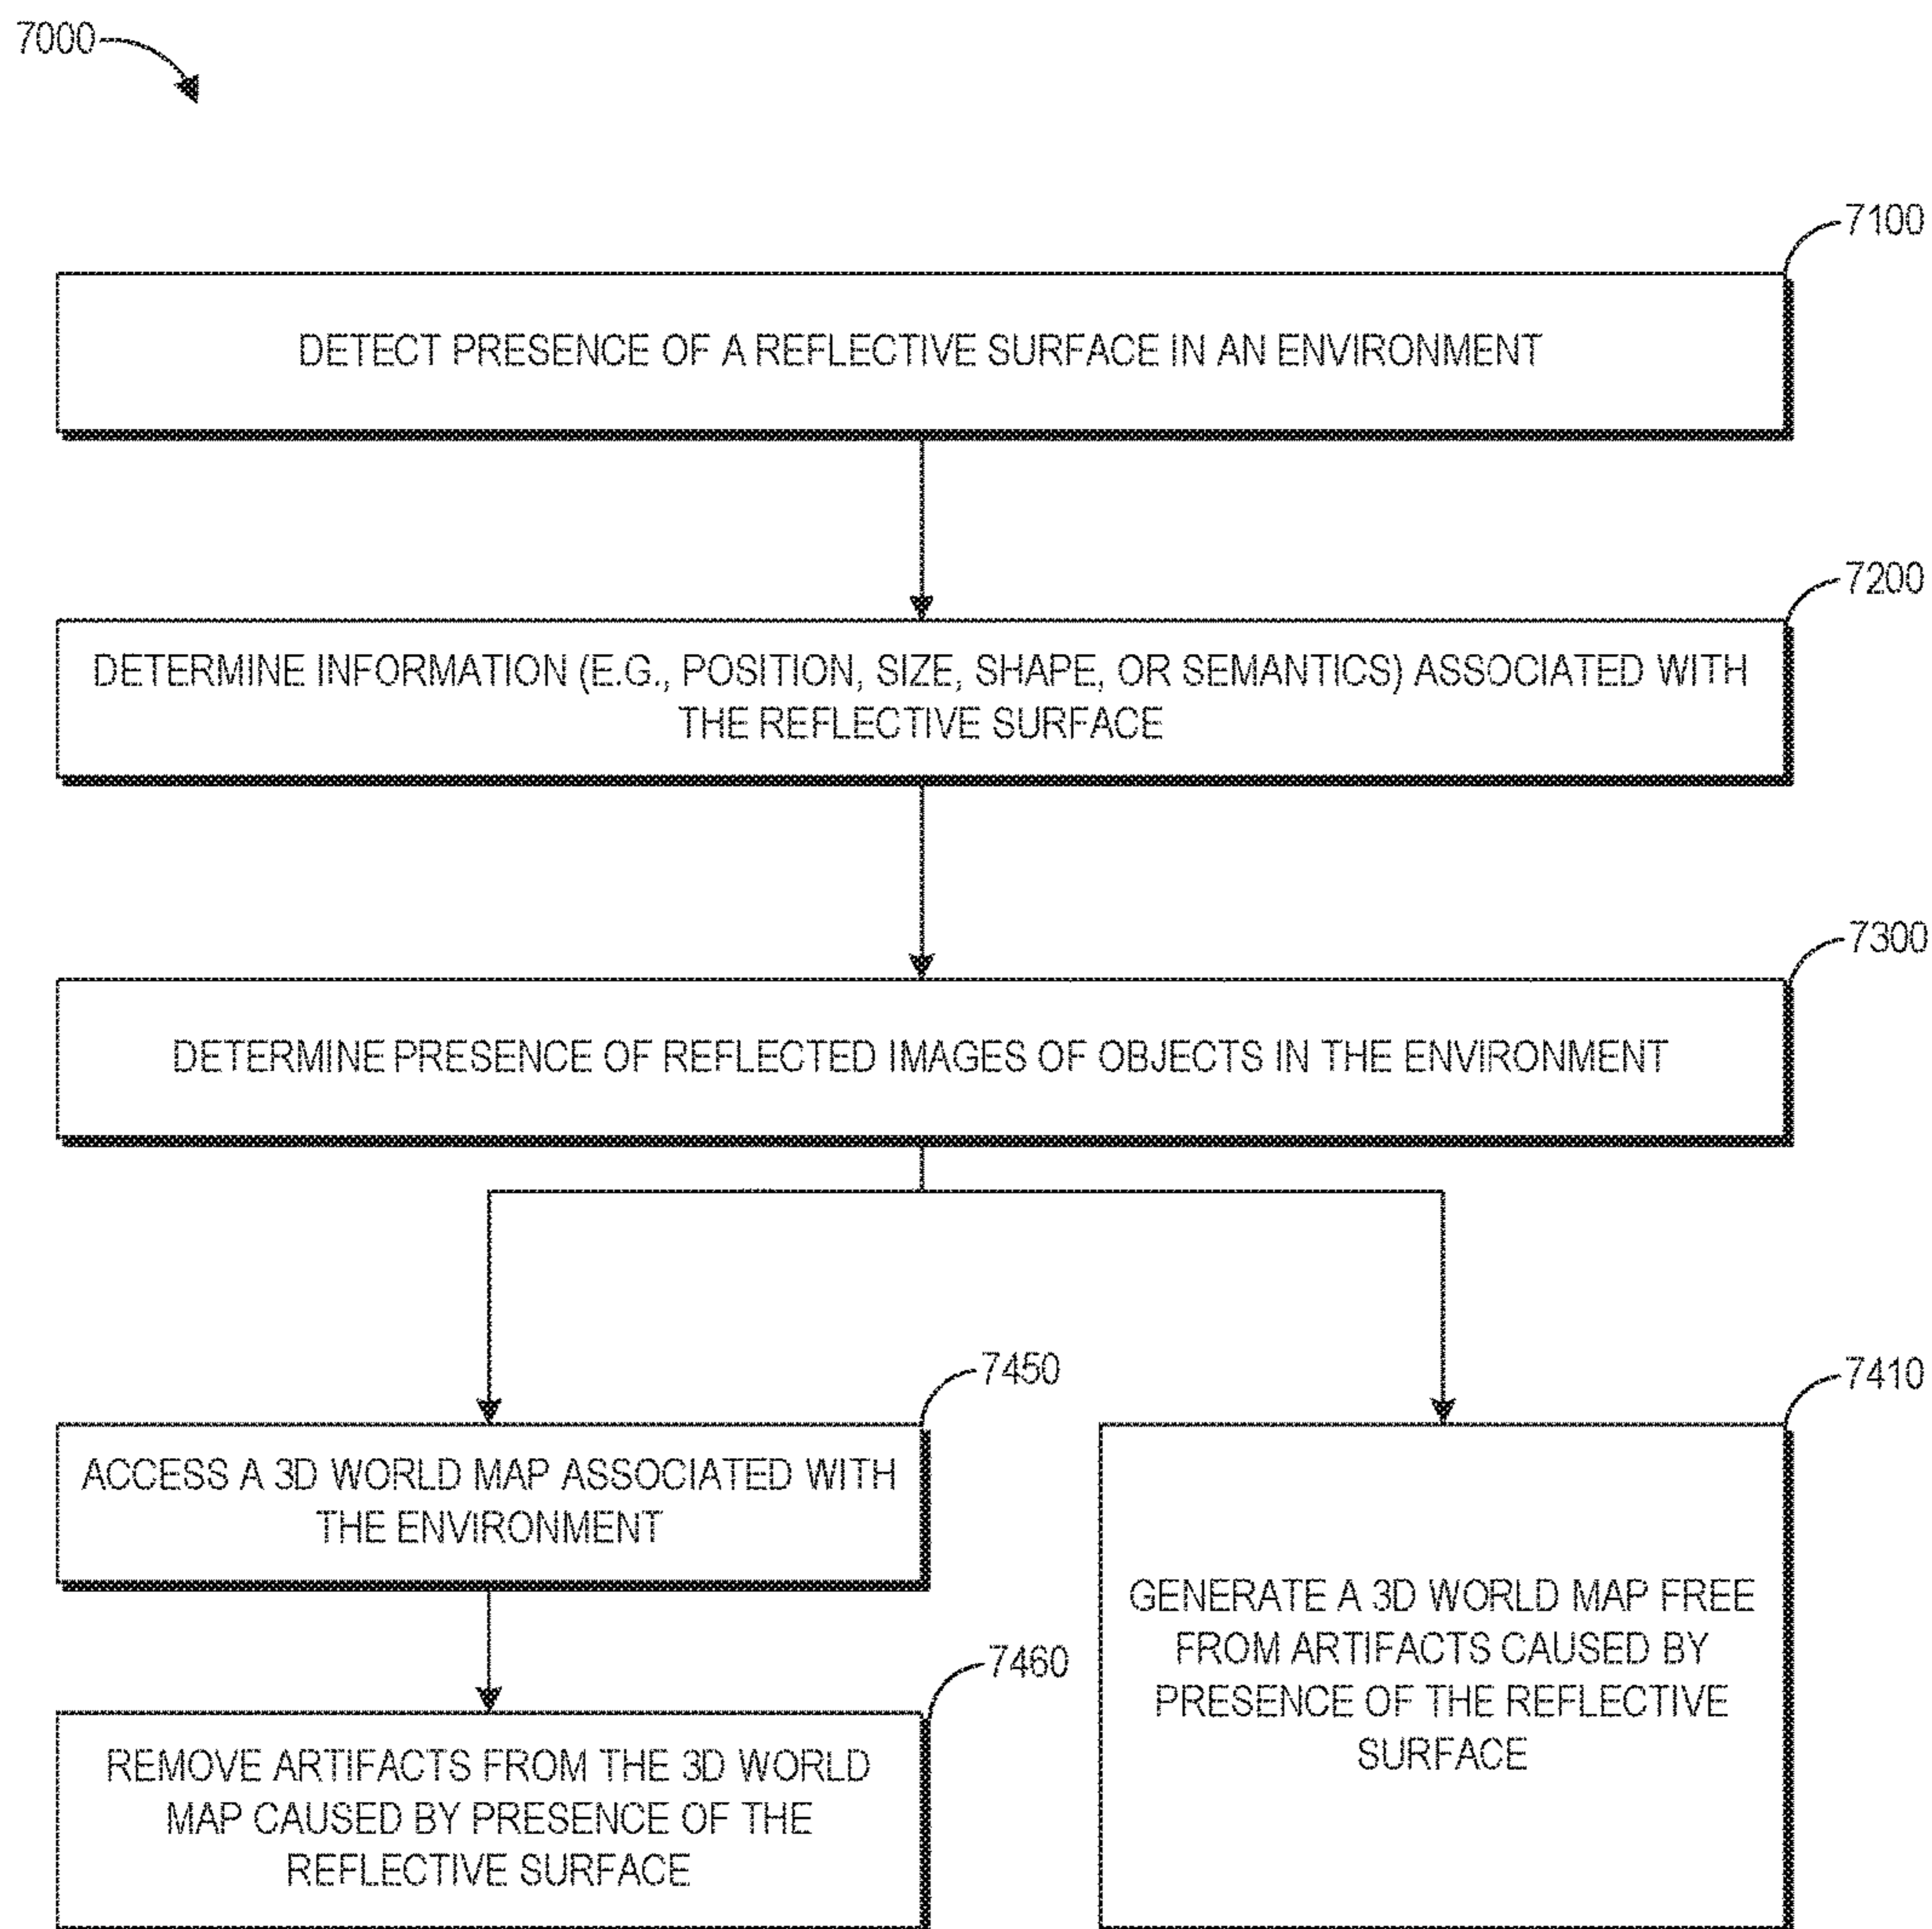 7000
7100
DETECT PRESENCE OF A REFLECTIVE SURFACE IN AN ENVIRONMENT
7200
DETERMINE INFORMATION (E.G., POSITION, SIZE, SHAPE, OR SEMANTICS) ASSOCIATED WITH
THE REFLECTIVE SURFACE
7300
DETERMINE PRESENCE OF REFLECTED IMAGES OF OBJECTS IN THE ENVIRONMENT
7450
ACCESS A 3D WORLD MAP ASSOCIATED WITH
THE ENVIRONMENT
7460
REMOVE ARTIFACTS FROM THE 3D WORLD
MAP CAUSED BY PRESENCE OF THE
REFLECTIVE SURFACE
7410
GENERATE A 3D WORLD MAP FREE
FROM ARTIFACTS CAUSED BY
PRESENCE OF THE REFLECTIVE
SURFACE